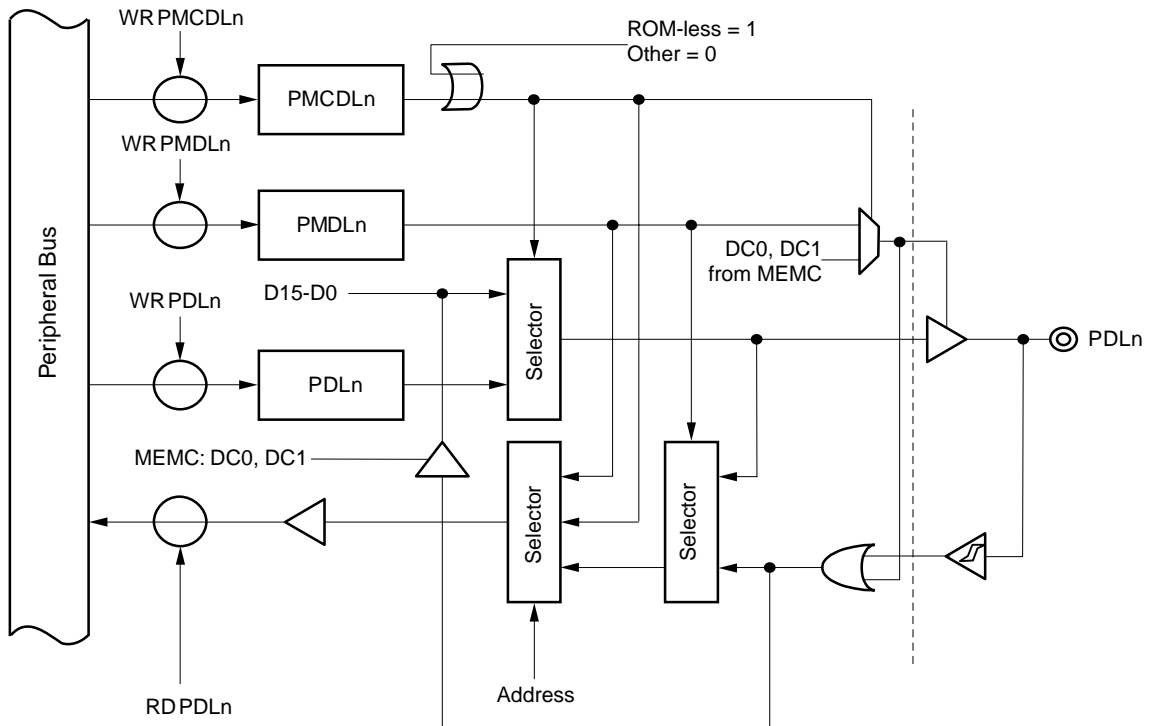 WR PMCDLn
ROM-less = 1
Other = 0
PMCDLn
WR PMDLn
PMDLn
DC0, DC1
from MEMC
Peripheral Bus
D15-D0
WR PDLn
Selector
PDLn
PDLn
MEMC: DC0, DC1
Selector
Selector
Address
RD PDLn